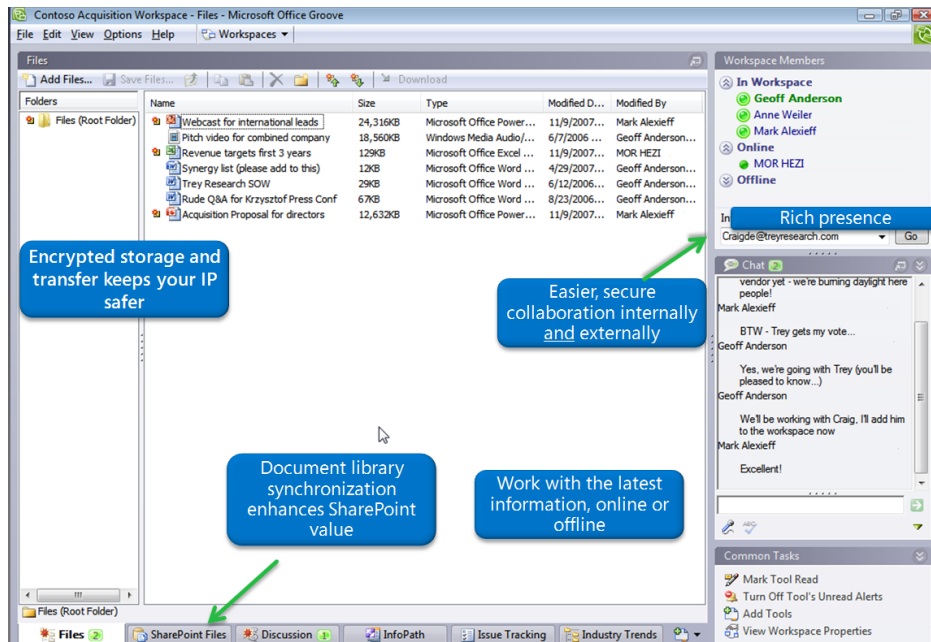 Contoso Acquisition Workspace - Files - Microsoft Office Groove
File Edit View Options Help Workspaces
Files
Add Files... Save Files... Download
Folders
Files (Root Folder)
Name Size Type Modified D... Modified By
Webcast for international leads 24,316KB Microsoft Office Power... 11/9/2007... Mark Alexieff
Pitch video for combined company 18,560KB Windows Media Audio/... 6/7/2006 ... Geoff Anderson...
Revenue targets first 3 years 129KB Microsoft Office Excel ... 11/9/2007... MOR HEZI
Synergy list (please add to this) 12KB Microsoft Office Word ... 4/29/2007... Geoff Anderson...
Trey Research SOW 29KB Microsoft Office Word ... 6/12/2006... Geoff Anderson...
Rude Q&A for Krzysztof Press Conf 67KB Microsoft Office Word ... 8/23/2006... Geoff Anderson...
Acquisition Proposal for directors 12,632KB Microsoft Office Power... 11/9/2007... Mark Alexieff
Encrypted storage and
transfer keeps your IP
safer
Easier, secure
collaboration internally
and externally
Document library
synchronization
enhances SharePoint
value
Work with the latest
information, online or
offline
Workspace Members
In Workspace
Geoff Anderson
Anne Weiler
Mark Alexieff
Online
MOR HEZI
Offline
Rich presence
Craigde@treyresearch.com Go
Chat 2
vendor yet - we're burning daylight here
people!
Mark Alexieff
BTW - Trey gets my vote...
Geoff Anderson
Yes, we're going with Trey (you'll be
pleased to know...)
Geoff Anderson
We'll be working with Craig, I'll add him
to the workspace now
Mark Alexieff
Excellent!
Common Tasks
Mark Tool Read
Turn Off Tool's Unread Alerts
Add Tools
View Workspace Properties
Files (Root Folder)
Files 2 SharePoint Files Discussion 1 InfoPath Issue Tracking Industry Trends